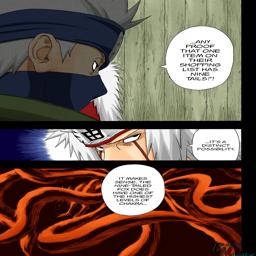 ...ANY
PROOF
THAT ONE
ITEM ON
THEIR
SHOPPING
LIST HAS
NINE
TAILS?!
...IT'S A
DISTINCT
POSSIBILITY.
IT MAKES
SENSE. THE
NINE-TAILED
FOX DOES
HAVE ONE OF
THE HIGHEST
LEVELS OF
CHAKRA...